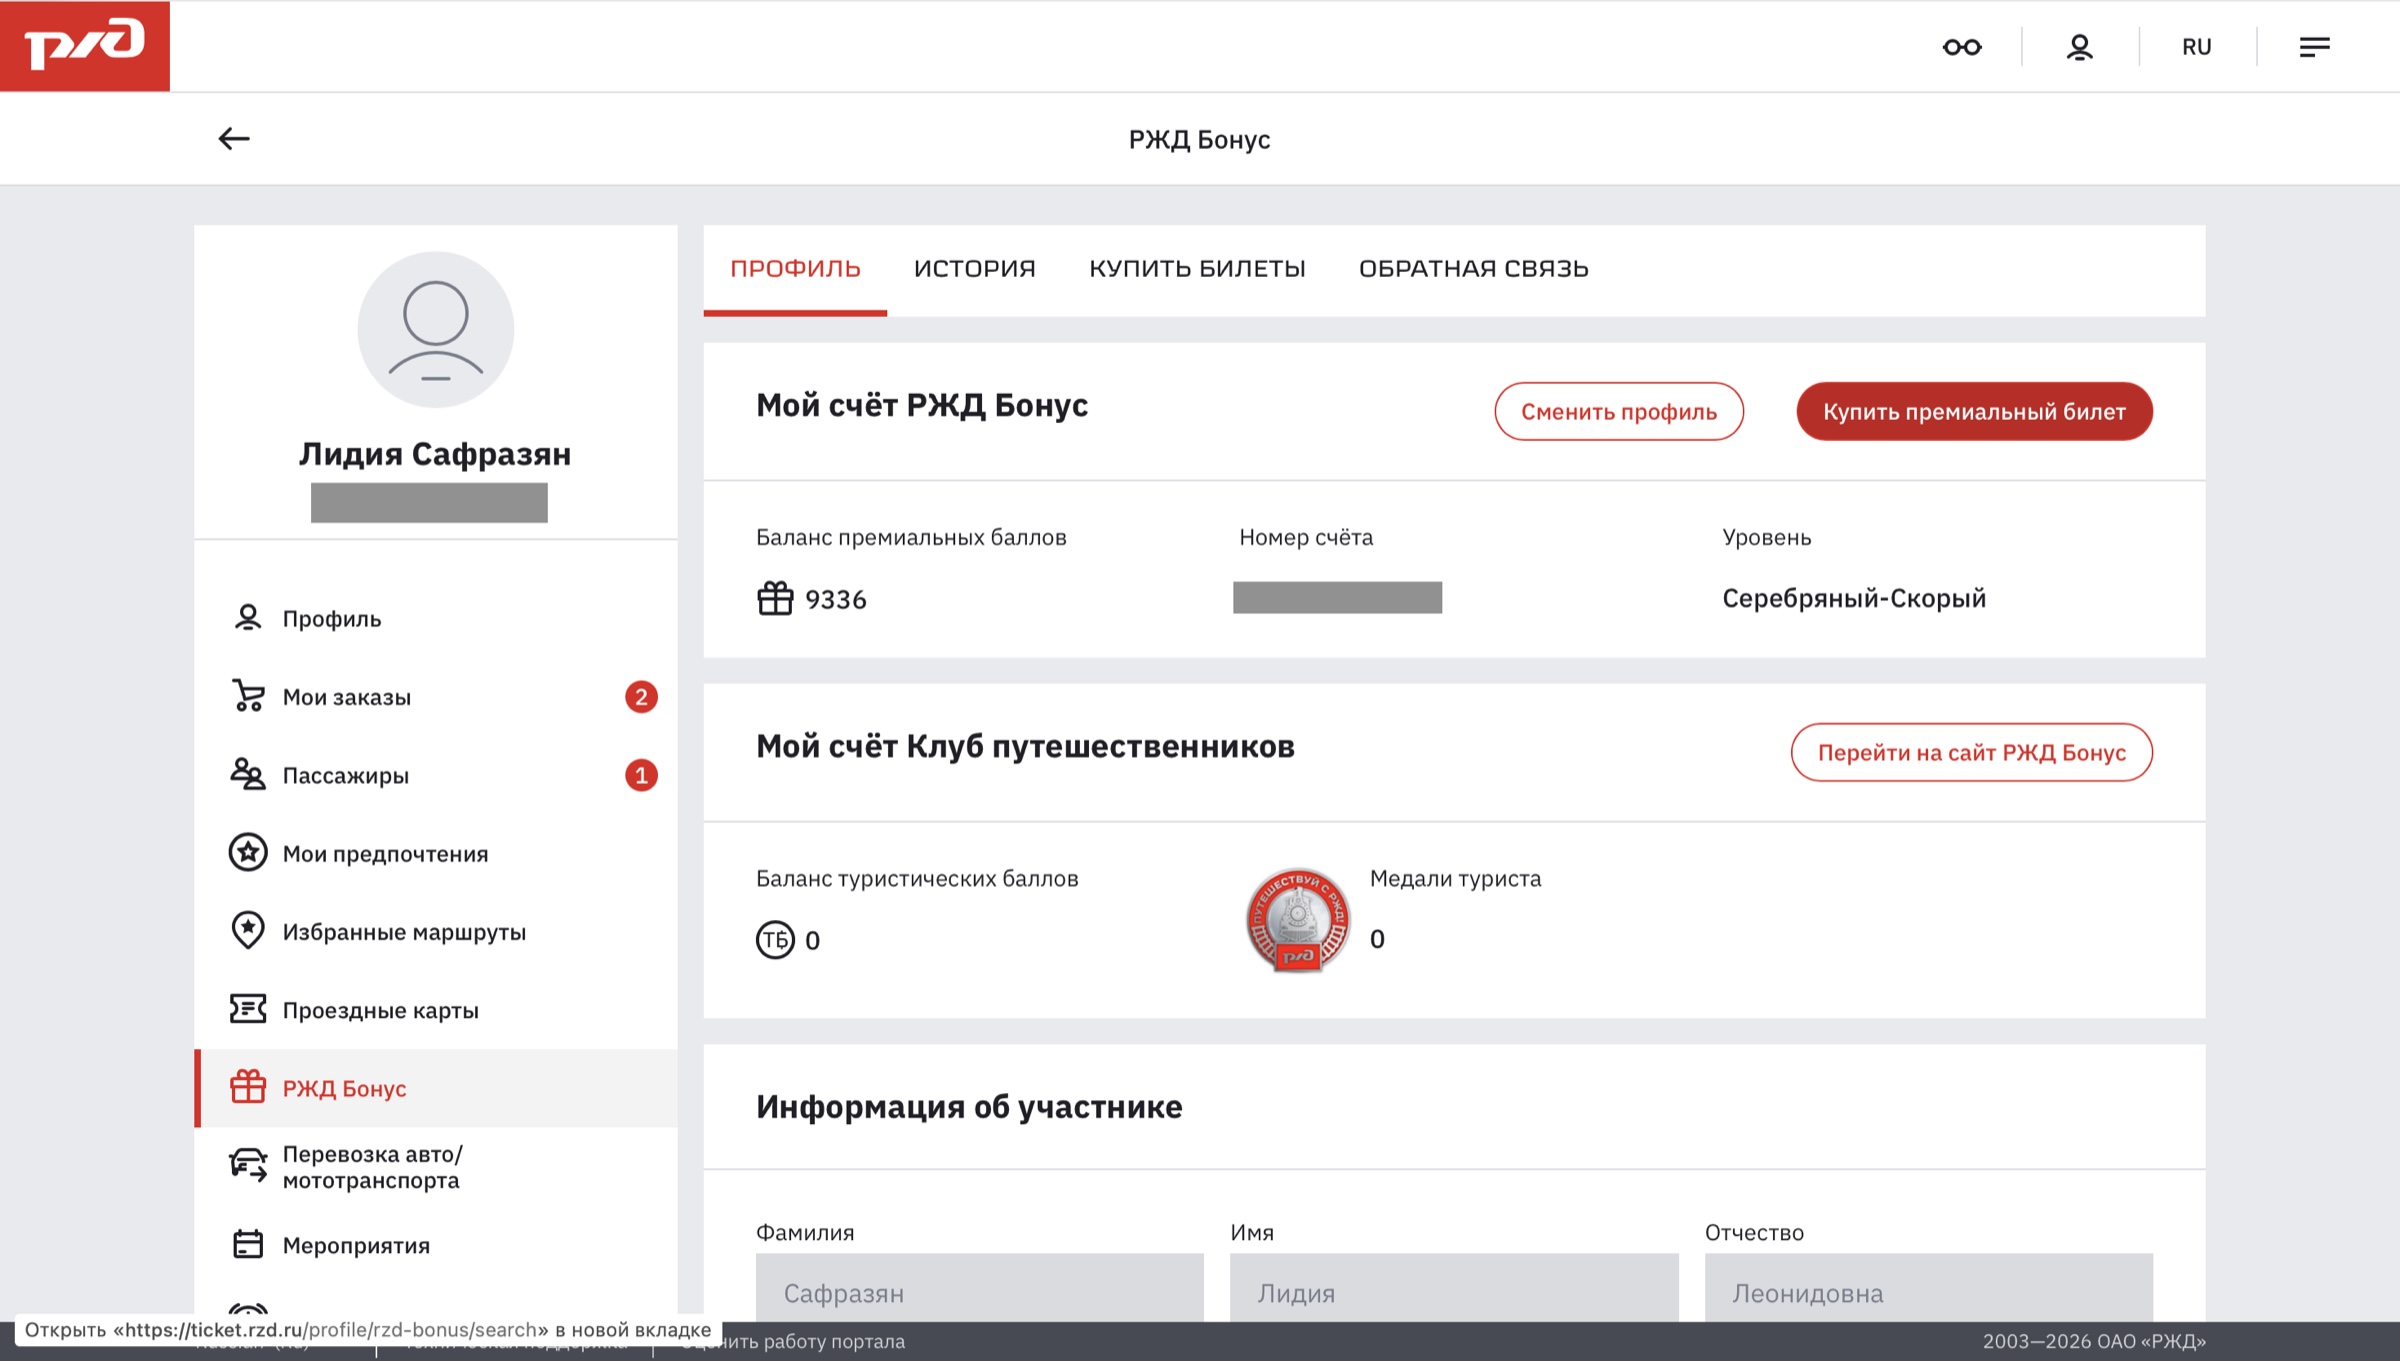 ржд
RU
РЖД Бонус
Лидия Сафразян
Профиль
Мои заказы
2
Пассажиры
1
Мои предпочтения
Избранные маршруты
Проездные карты
РЖД Бонус
Перевозка авто/
мототранспорта
Мероприятия
ПРОФИЛЬ
ИСТОРИЯ
КУПИТЬ БИЛЕТЫ
ОБРАТНАЯ СВЯЗЬ
Мой счёт РЖД Бонус
Сменить профиль
Купить премиальный билет
Баланс премиальных баллов
9336
Номер счёта
Уровень
Серебряный-Скорый
Мой счёт Клуб путешественников
Перейти на сайт РЖД Бонус
Баланс туристических баллов
ТБ 0
ПУТЕШЕСТВУЙ С РЖД!
ржд
Медали туриста
0
Информация об участнике
Фамилия
Сафразян
Имя
Лидия
Отчество
Леонидовна
Открыть «https://ticket.rzd.ru/profile/rzd-bonus/search» в новой вкладке
работу портала
2003—2026 ОАО «РЖД»